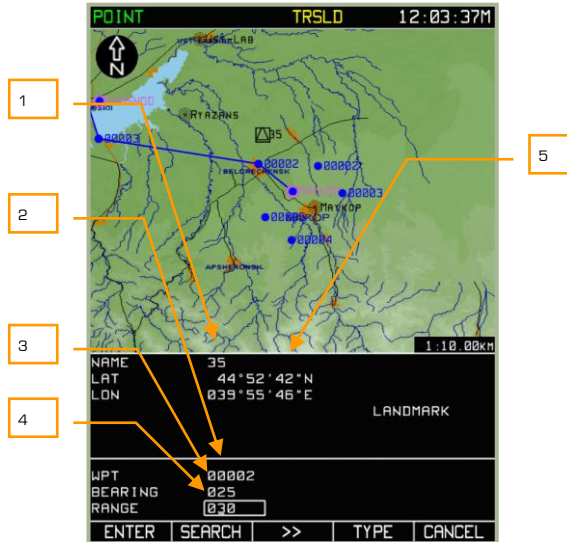 POINT TRSLD 12:03:37M
LAB
N
RYAZANS
00003
35
00002
00002
BELORECHENSK
00003
MAYKOP
00004
APSHERONSK
1:10.00KM
NAME 35
LAT 44°52'42"N
LON 039°55'46"E
LANDMARK
WPT 00002
BEARING 025
RANGE 030
ENTER SEARCH >> TYPE CANCEL
1
2
3
4
5